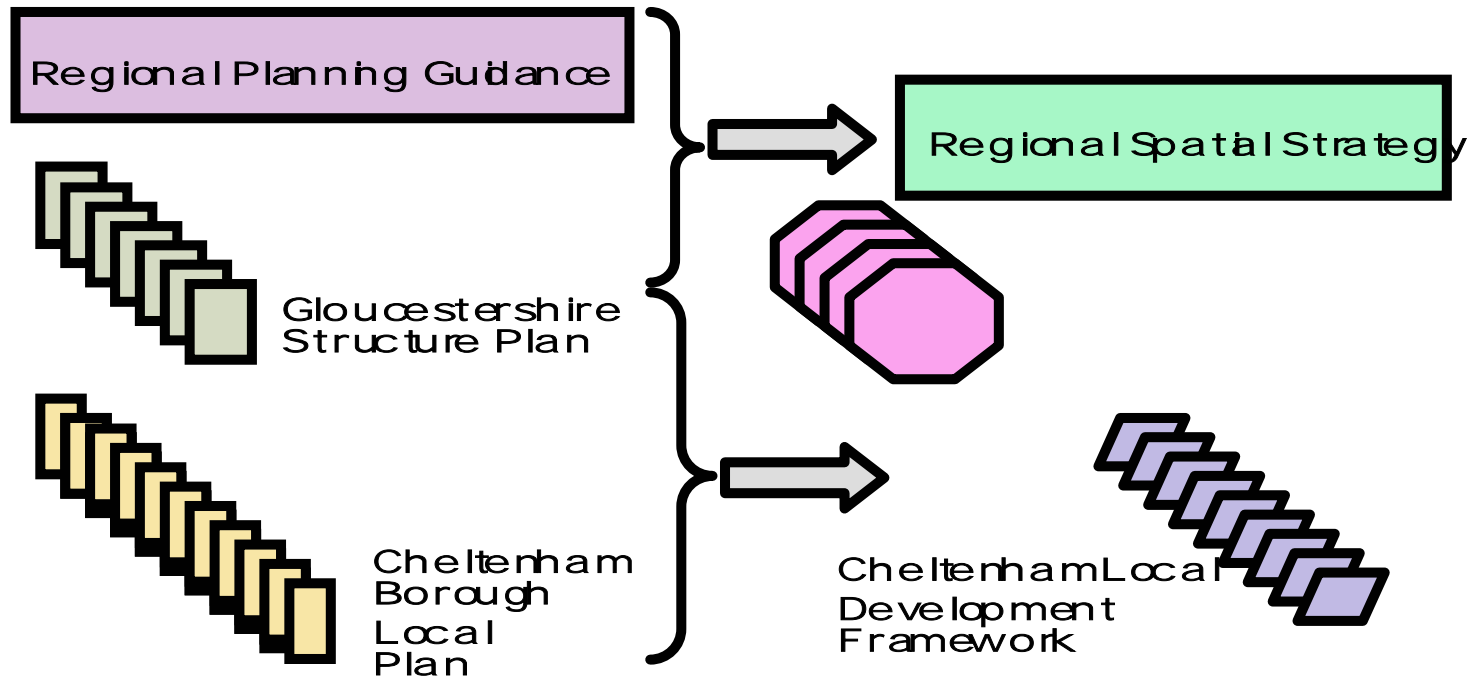 Regional Planning Guidance
Regional Spatial Strategy
Gloucestershire
Structure Plan
Cheltenham
Borough
Local
Plan
Cheltenham Local
Development
Framework